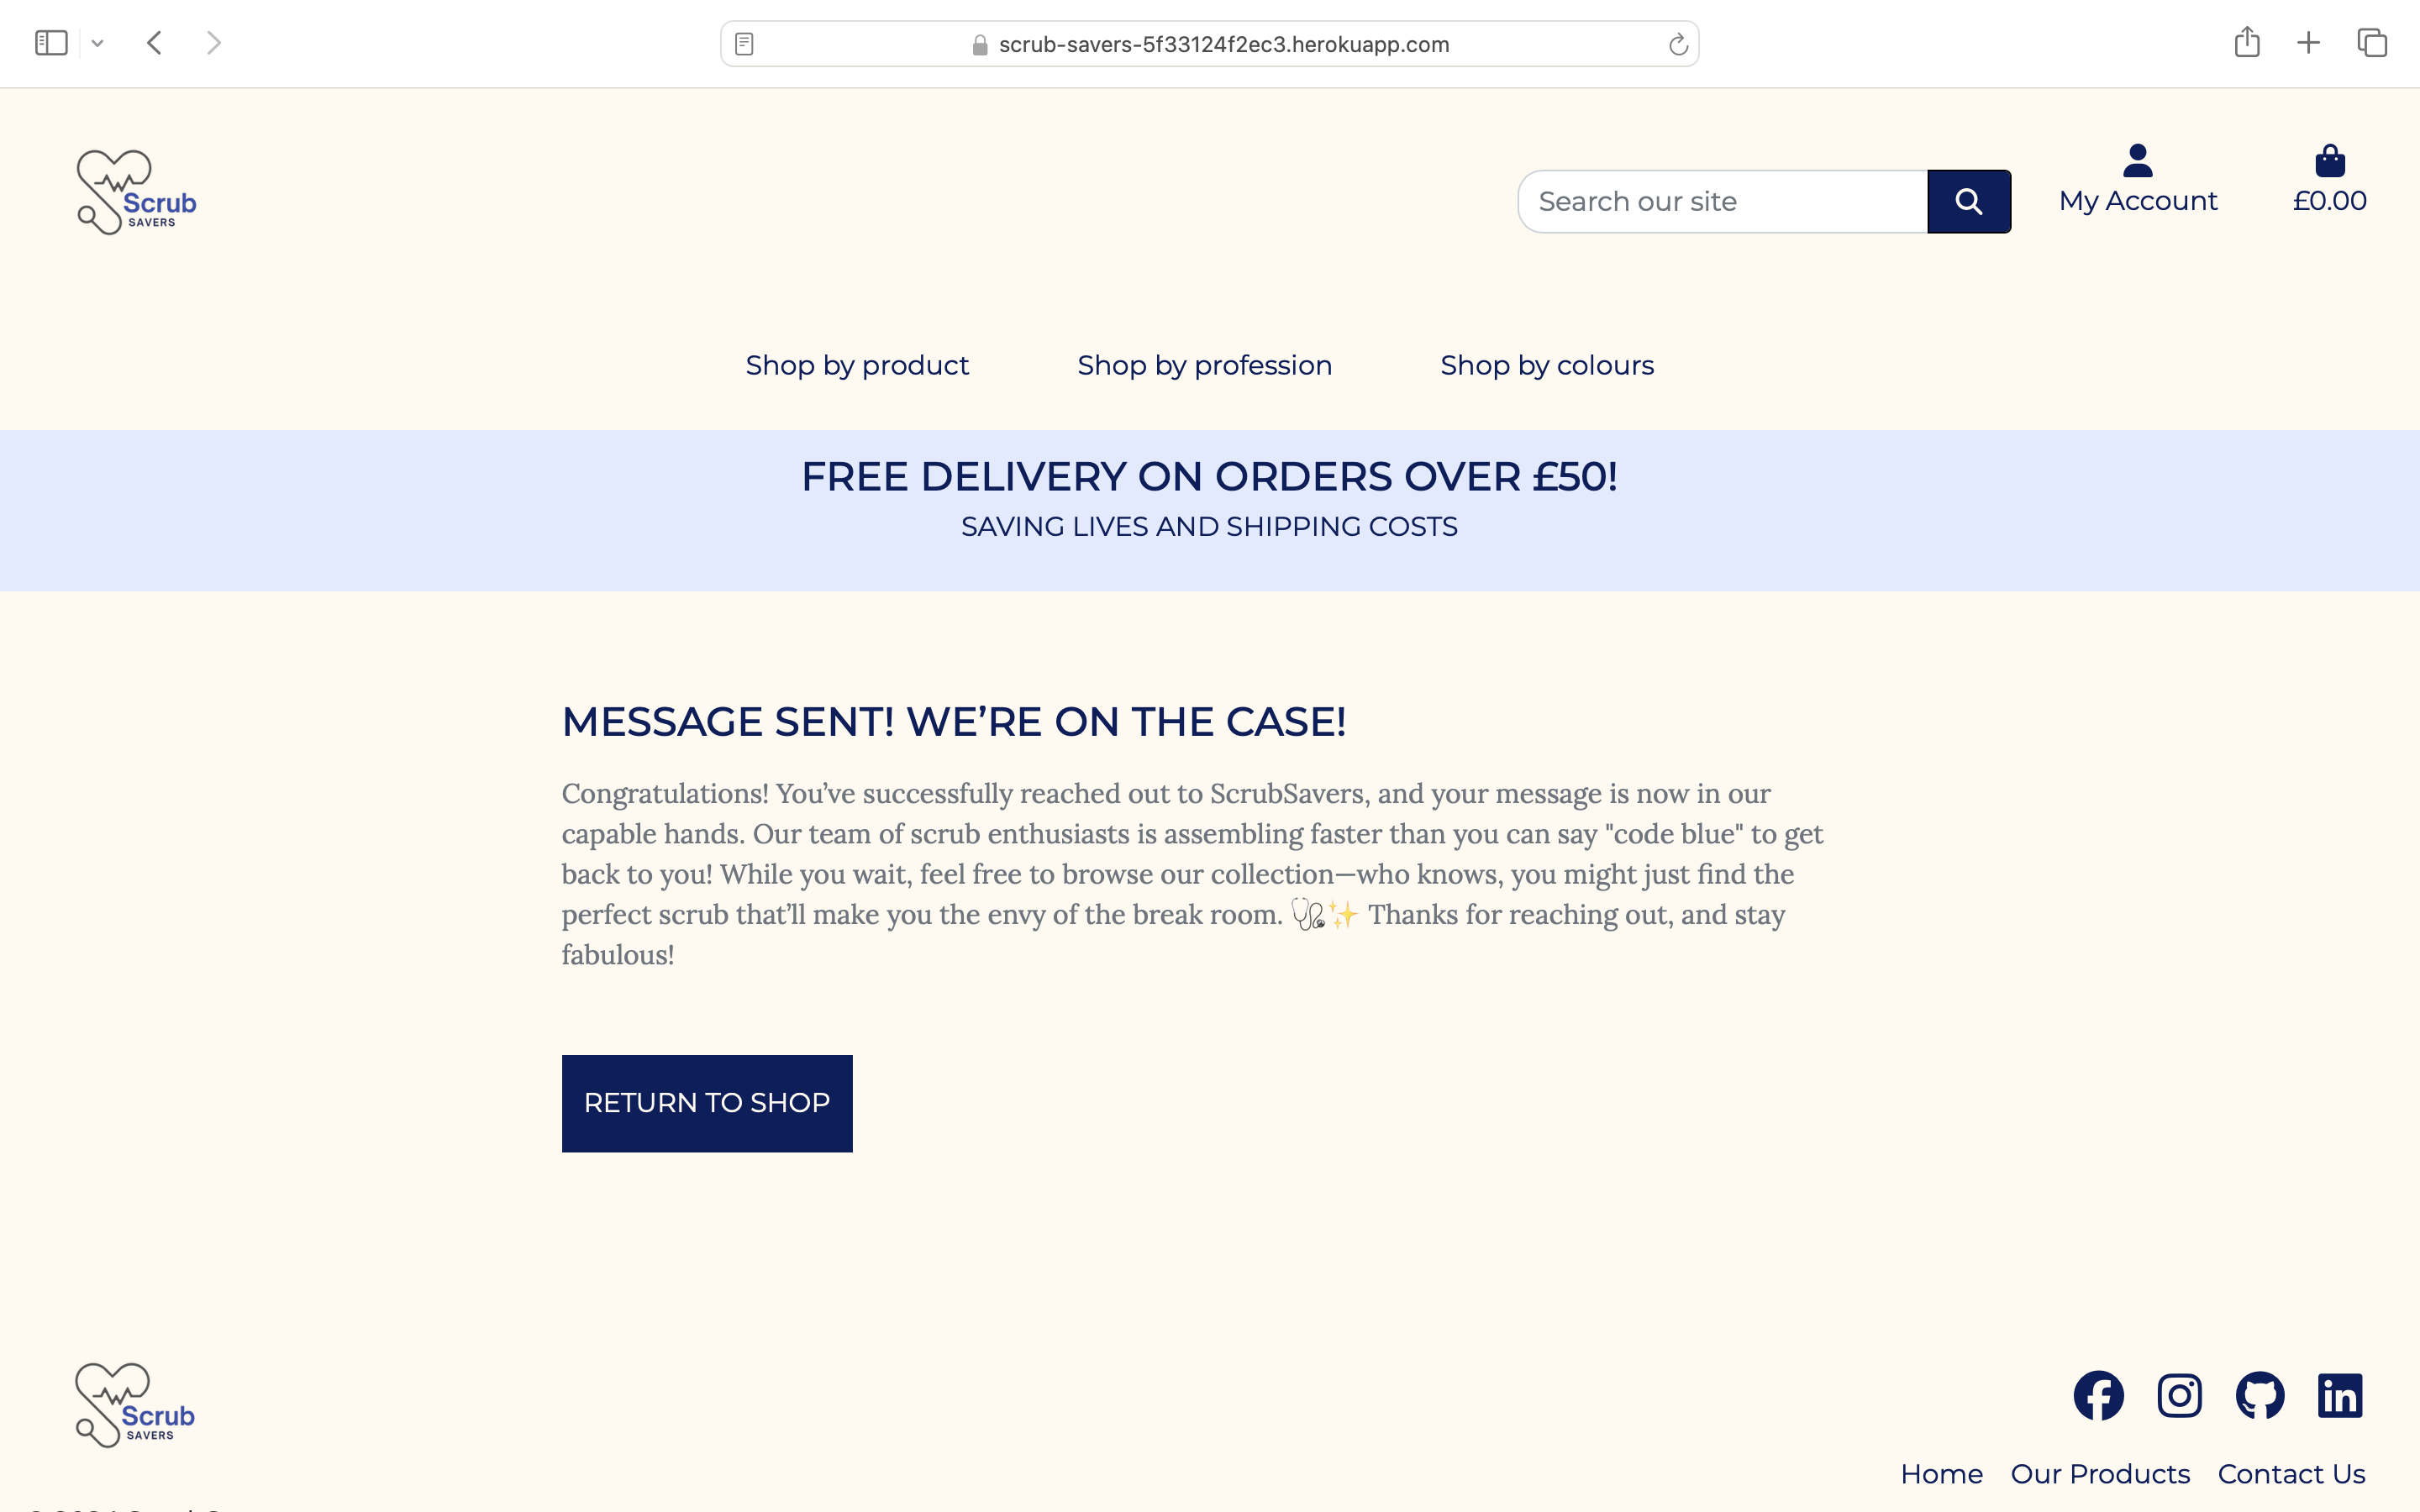 scrub-savers-5f33124f2ec3.herokuapp.com
Scrub
SAVERS
Search our site
My Account
£0.00
Shop by product
Shop by profession
Shop by colours
FREE DELIVERY ON ORDERS OVER £50!
SAVING LIVES AND SHIPPING COSTS
MESSAGE SENT! WE’RE ON THE CASE!
Congratulations! You’ve successfully reached out to ScrubSavers, and your message is now in our
capable hands. Our team of scrub enthusiasts is assembling faster than you can say "code blue" to get
back to you! While you wait, feel free to browse our collection—who knows, you might just find the
perfect scrub that’ll make you the envy of the break room. 🩺✨ Thanks for reaching out, and stay
fabulous!
RETURN TO SHOP
Scrub
SAVERS
Home
Our Products
Contact Us